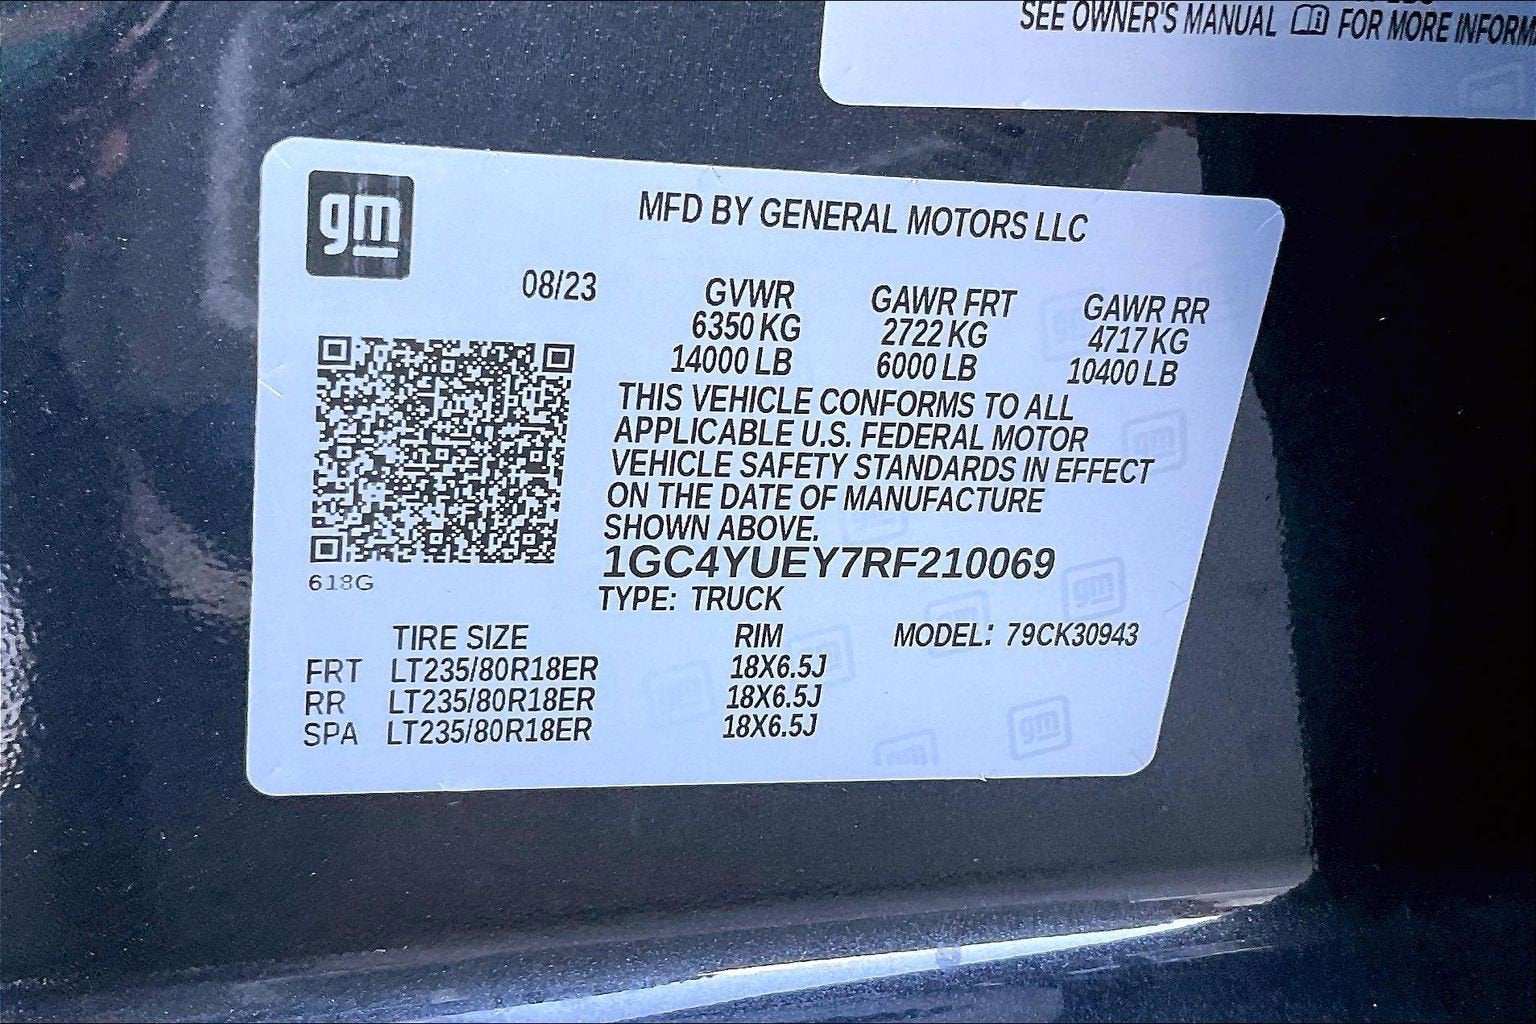 SEE OWNER'S MANUAL FOR MORE INFORM
gm
MFD BY GENERAL MOTORS LLC
08/23
GVWR GAWR FRT GAWR RR
6350 KG 2722 KG 4717 KG
14000 LB 6000 LB 10400 LB
THIS VEHICLE CONFORMS TO ALL
APPLICABLE U.S. FEDERAL MOTOR
VEHICLE SAFETY STANDARDS IN EFFECT
ON THE DATE OF MANUFACTURE
SHOWN ABOVE.
1GC4YUEY7RF210069
618G
TYPE: TRUCK
TIRE SIZE RIM MODEL: 79CK30943
FRT LT235/80R18ER 18X6.5J
RR LT235/80R18ER 18X6.5J
SPA LT235/80R18ER 18X6.5J